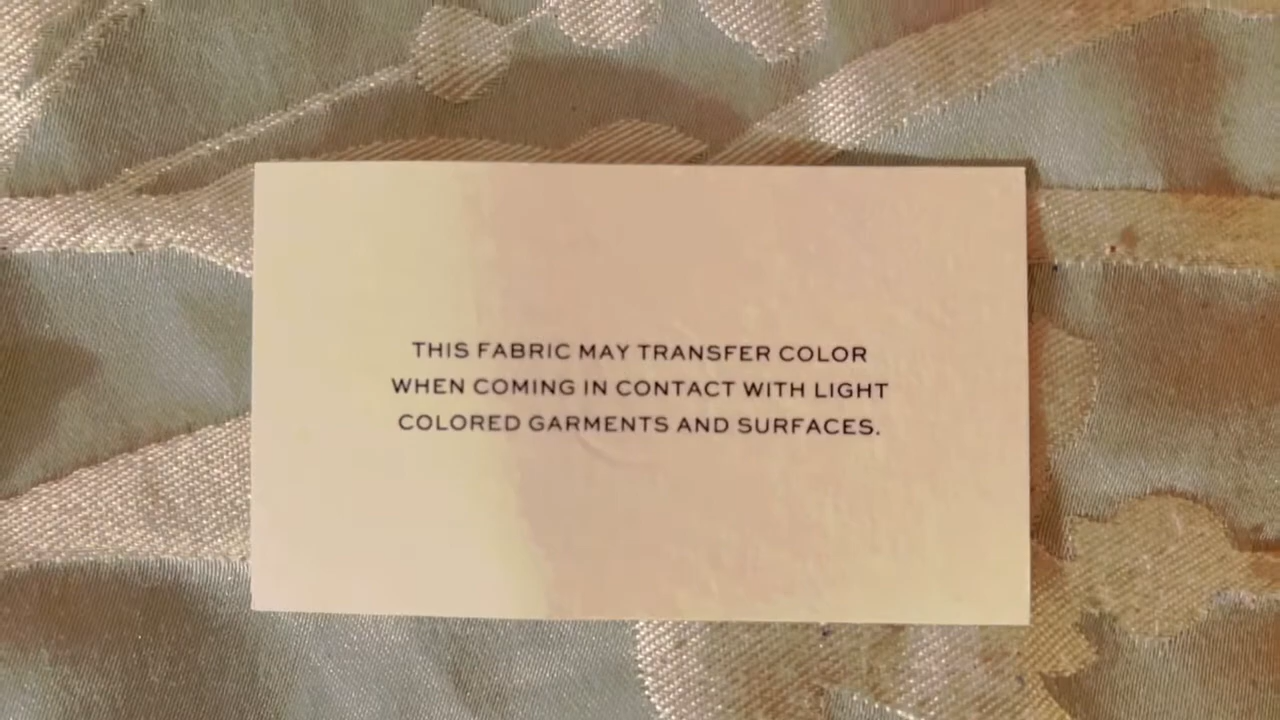 THIS FABRIC MAY TRANSFER COLOR
WHEN COMING IN CONTACT WITH LIGHT
COLORED GARMENTS AND SURFACES.